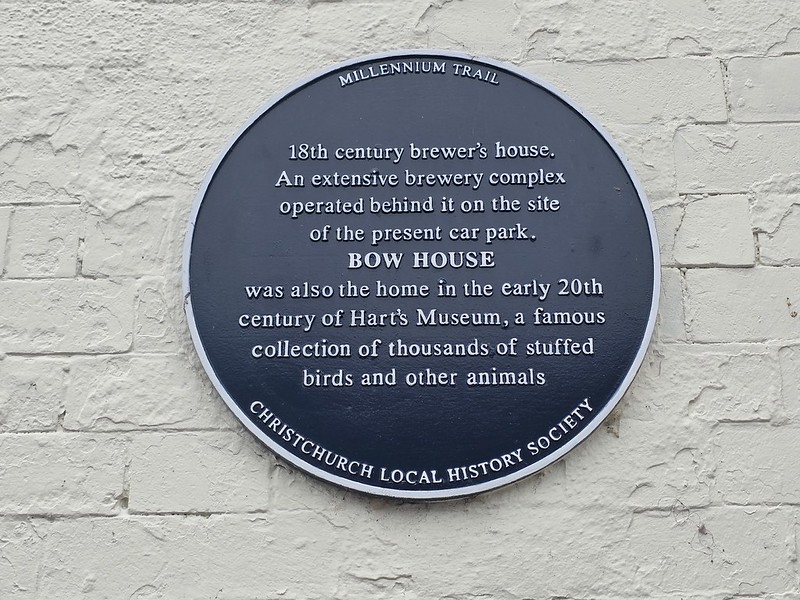 MILLENNIUM TRAIL
18th century brewer's house.
An extensive brewery complex
operated behind it on the site
of the present car park.
BOW HOUSE
was also the home in the early 20th
century of Hart's Museum, a famous
collection of thousands of stuffed
birds and other animals
CHRISTCHURCH LOCAL HISTORY SOCIETY